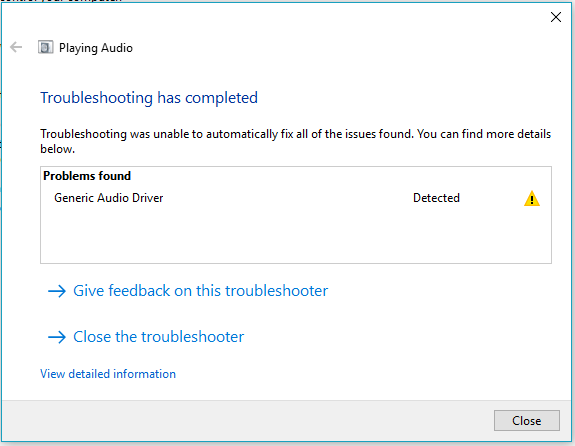 Playing Audio
Troubleshooting has completed
Troubleshooting was unable to automatically fix all of the issues found. You can find more details
below.
Problems found
Generic Audio Driver Detected
Give feedback on this troubleshooter
Close the troubleshooter
View detailed information
Close